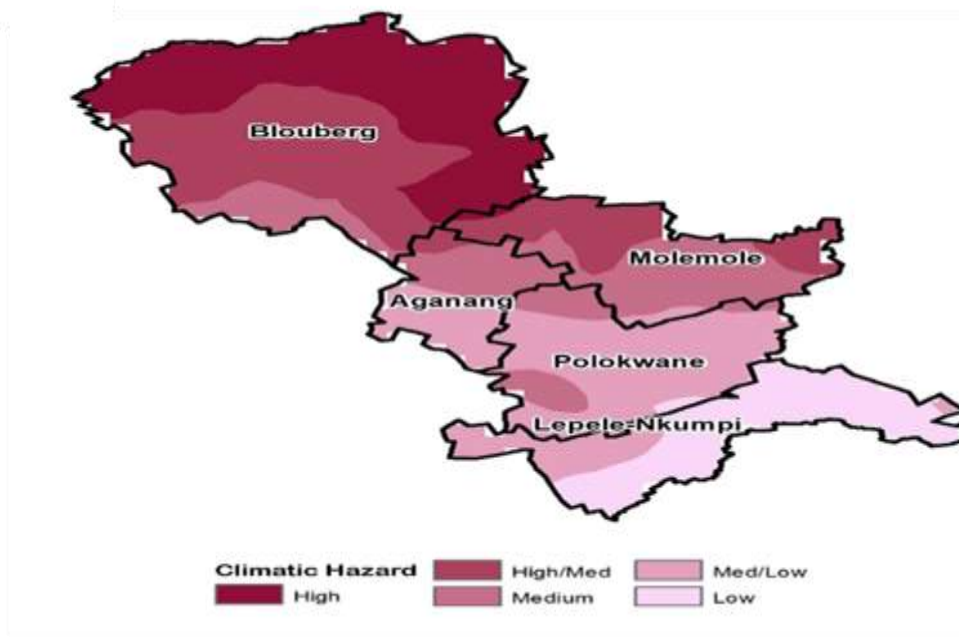 Blouberg
Molemole
Aganang
Polokwane
Lepele-Nkumpi
Climatic Hazard
High
High/Med
Medium
Med/Low
Low